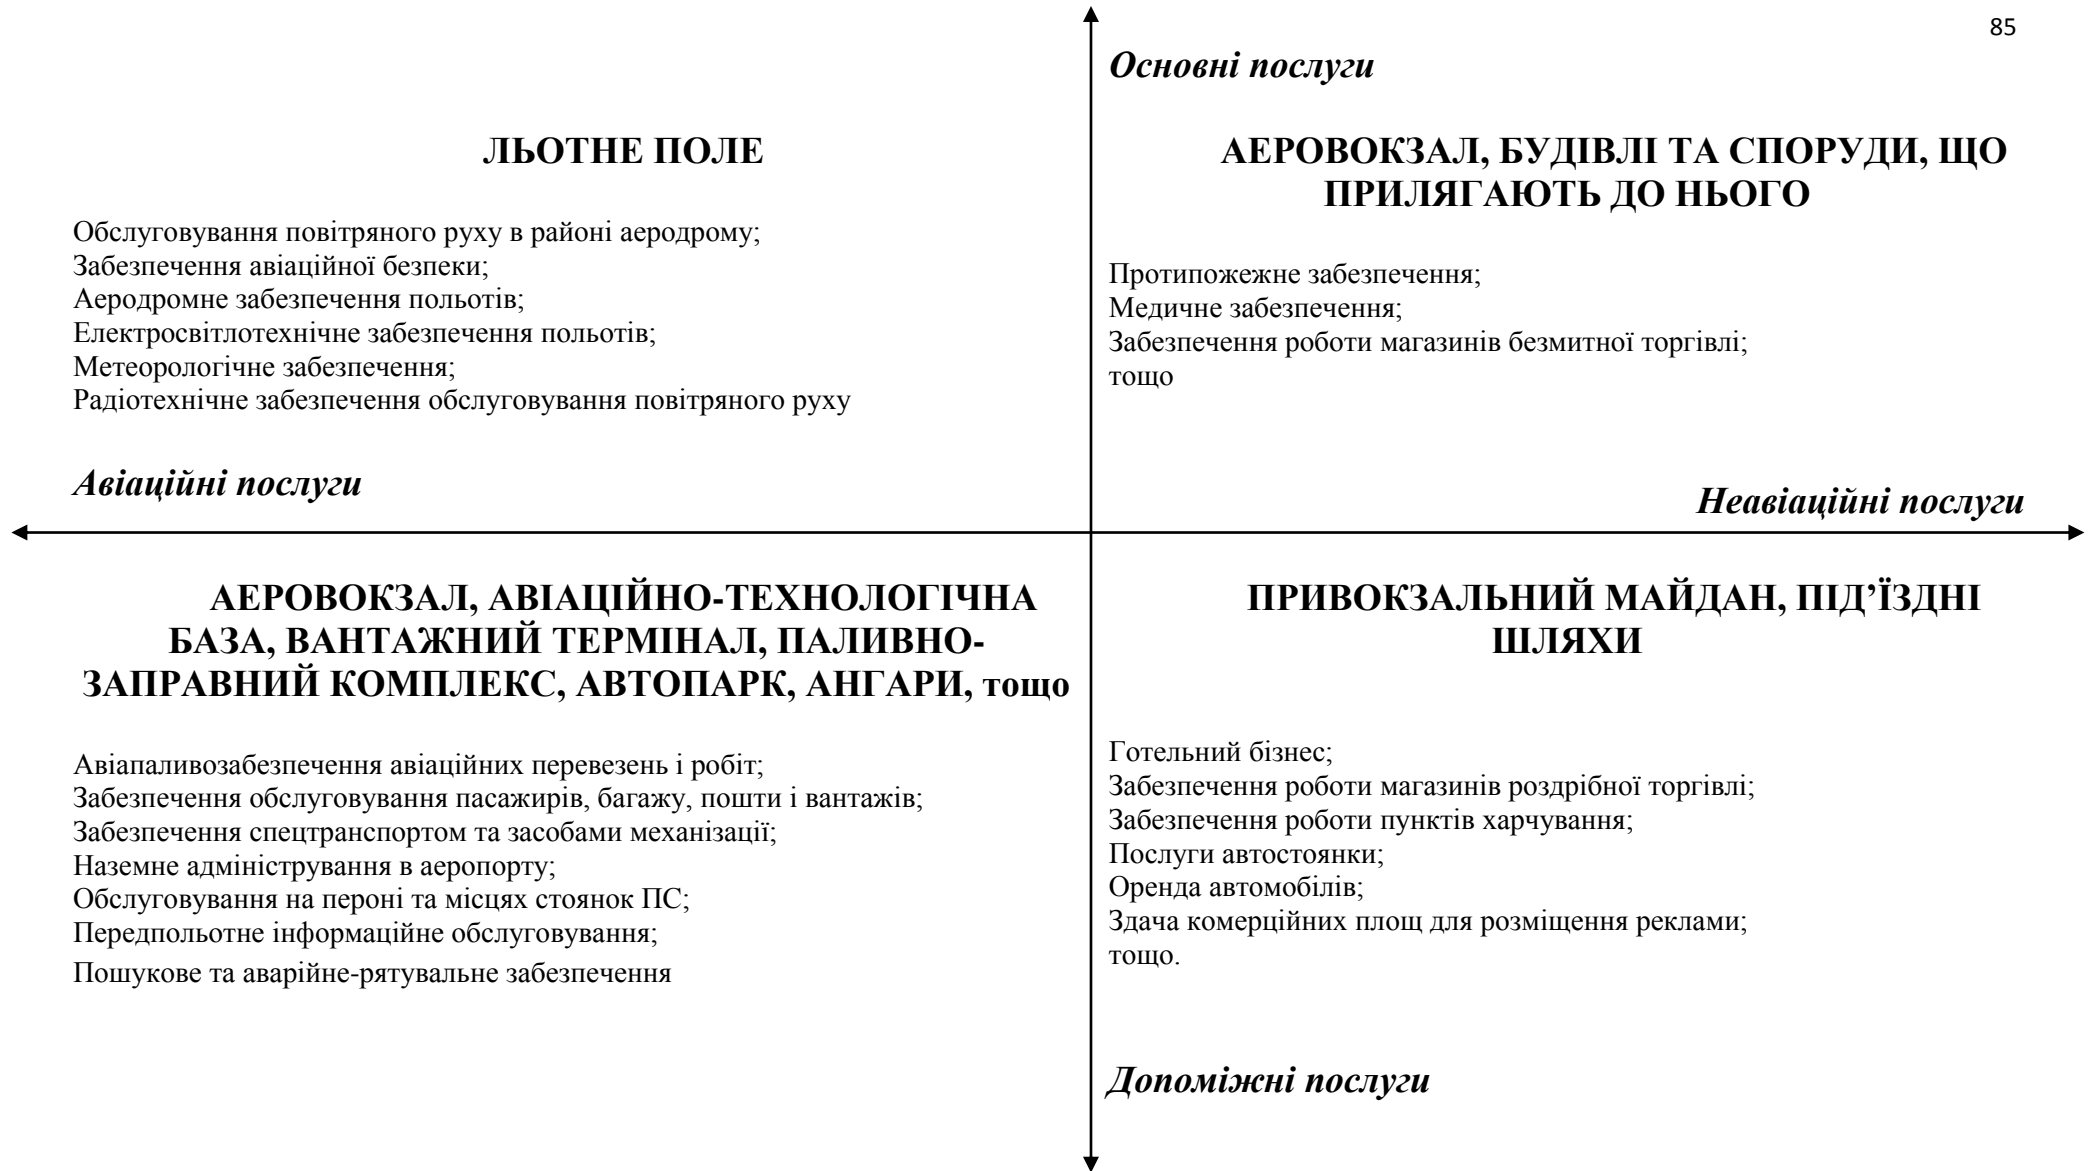 85
Основні послуги
ЛЬОТНЕ ПОЛЕ
Обслуговування повітряного руху в районі аеродрому;
Забезпечення авіаційної безпеки;
Аеродромне забезпечення польотів;
Електросвітлотехнічне забезпечення польотів;
Метеорологічне забезпечення;
Радіотехнічне забезпечення обслуговування повітряного руху
Авіаційні послуги
АЕРОВОКЗАЛ, БУДІВЛІ ТА СПОРУДИ, ЩО
ПРИЛЯГАЮТЬ ДО НЬОГО
Протипожежне забезпечення;
Медичне забезпечення;
Забезпечення роботи магазинів безмитної торгівлі;
тощо
Неавіаційні послуги
АЕРОВОКЗАЛ, АВІАЦІЙНО-ТЕХНОЛОГІЧНА
БАЗА, ВАНТАЖНИЙ ТЕРМІНАЛ, ПАЛИВНО-
ЗАПРАВНИЙ КОМПЛЕКС, АВТОПАРК, АНГАРИ, тощо
Авіапаливозабезпечення авіаційних перевезень і робіт;
Забезпечення обслуговування пасажирів, багажу, пошти і вантажів;
Забезпечення спецтранспортом та засобами механізації;
Наземне адміністрування в аеропорту;
Обслуговування на пероні та місцях стоянок ПС;
Передпольотне інформаційне обслуговування;
Пошукове та аварійне-рятувальне забезпечення
ПРИВОКЗАЛЬНИЙ МАЙДАН, ПІД’ЇЗДНІ
ШЛЯХИ
Готельний бізнес;
Забезпечення роботи магазинів роздрібної торгівлі;
Забезпечення роботи пунктів харчування;
Послуги автостоянки;
Оренда автомобілів;
Здача комерційних площ для розміщення реклами;
тощо.
Допоміжні послуги